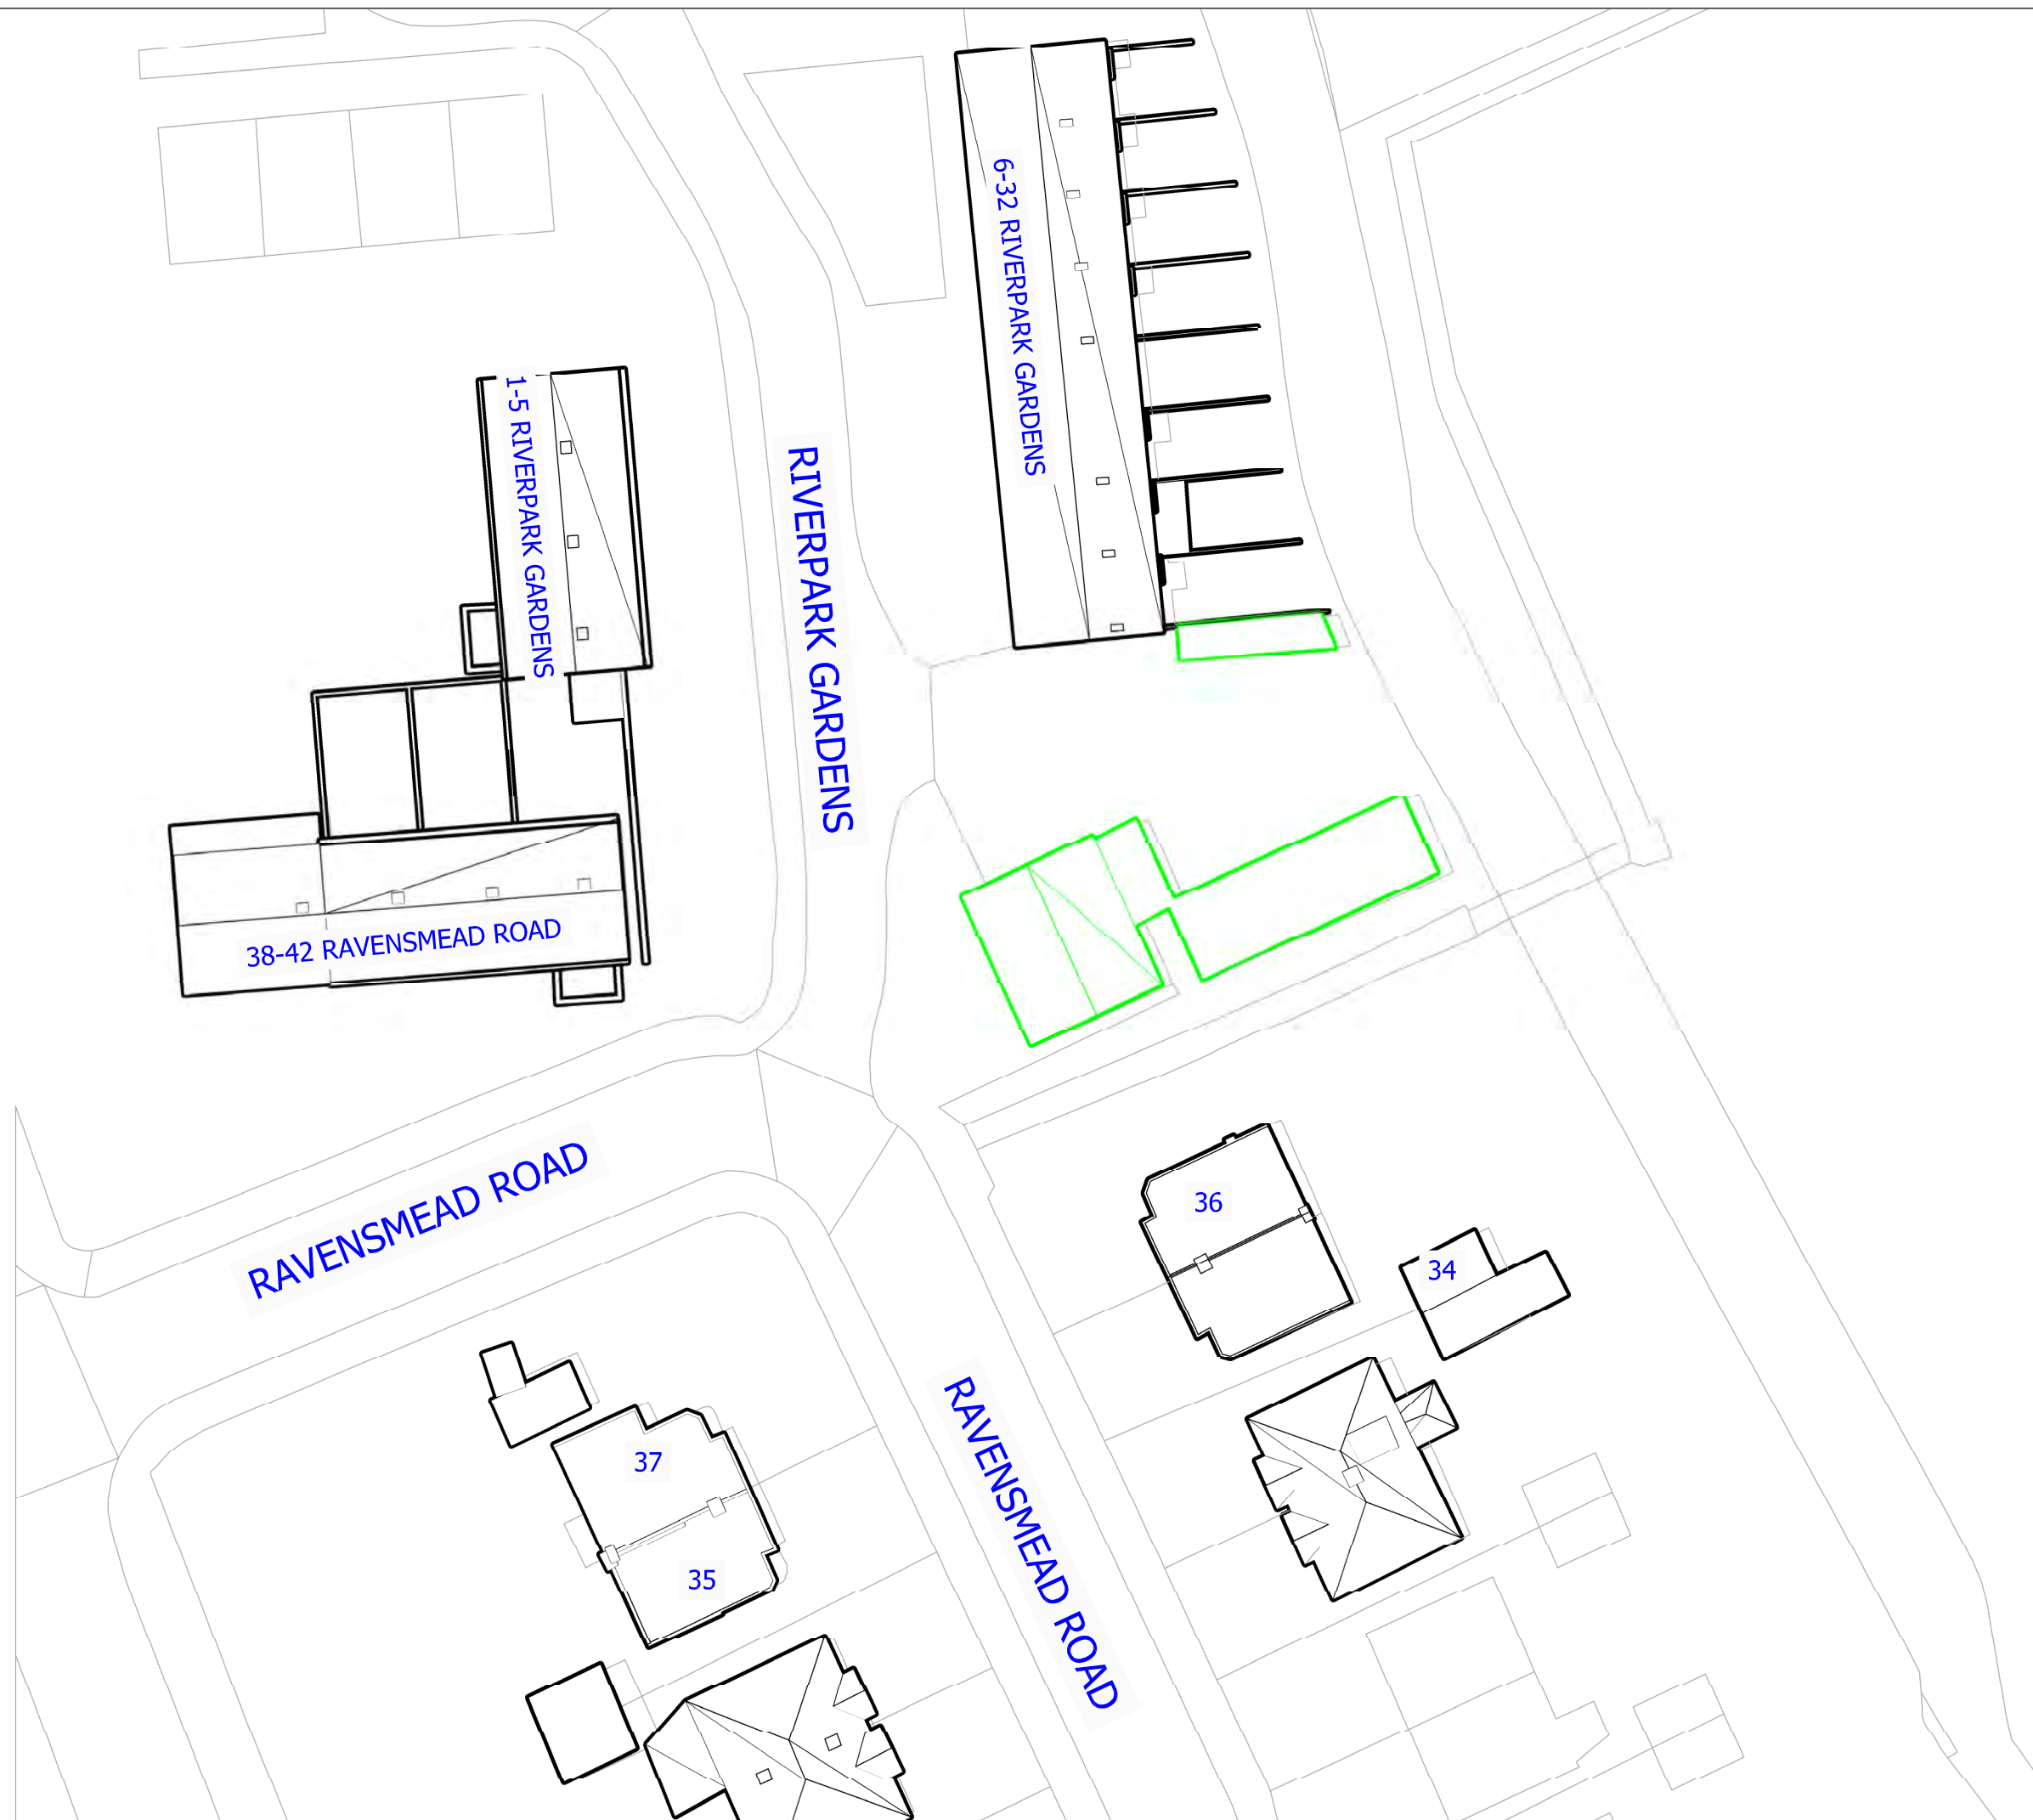 6-32 RIVERPARK GARDENS
1-5 RIVERPARK GARDENS
RIVERPARK GARDENS
38-42 RAVENSMEAD ROAD
RAVENSMEAD ROAD
36
34
RAVENSMEAD ROAD
37
35